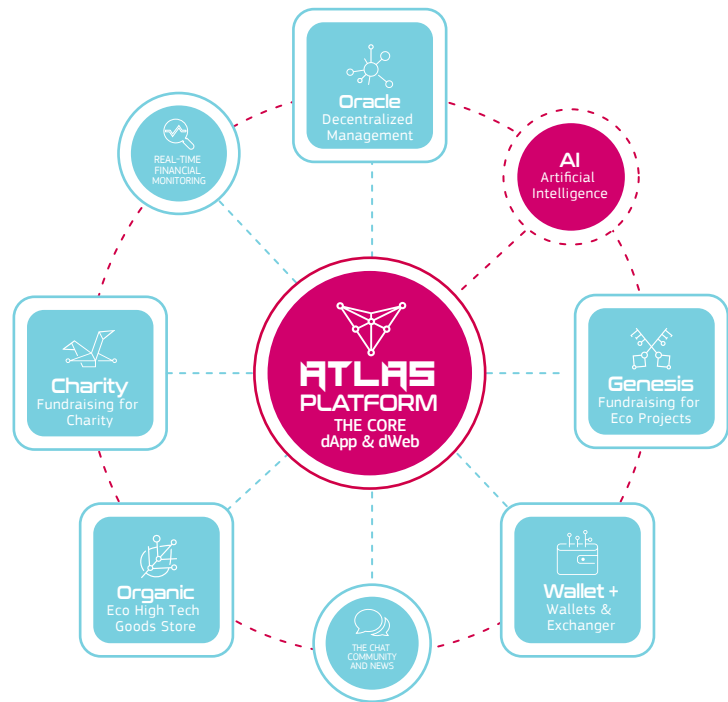 Oracle
Decentralized
Management
REAL-TIME
FINANCIAL
MONITORING
AI
Artificial
Intelligence
ATLAS
PLATFORM
THE CORE
dApp & dWeb
Charity
Fundraising for
Charity
Genesis
Fundraising for
Eco Projects
Organic
Eco High Tech
Goods Store
Wallet +
Wallets &
Exchanger
THE CHAT
COMMUNITY
AND NEWS